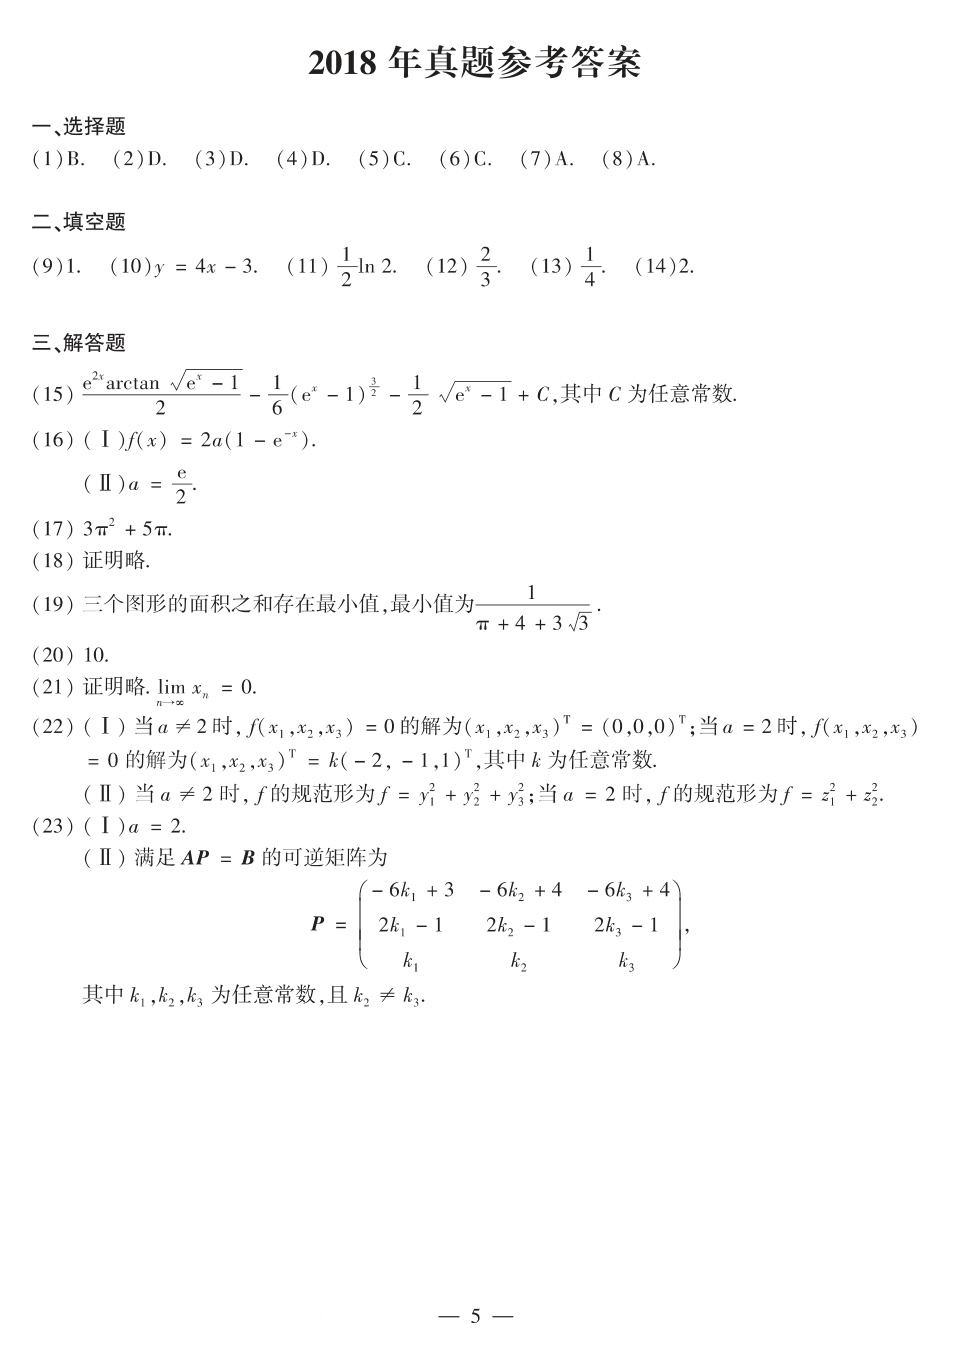 2018 年真题参考答案
一、选择题
(1)B. (2)D. (3)D. (4)D. (5)C. (6)C. (7)A. (8)A.
二、填空题
(9)1. (10)y = 4x − 3. (11) 1/2 ln 2. (12) 2/3. (13) 1/4. (14)2.
三、解答题
(15) e^{2x}arctan √(e^x − 1)/2 − 1/6(e^x − 1)^{3/2} − 1/2 √(e^x − 1) + C,其中 C 为任意常数.
(16) (Ⅰ)f(x) = 2a(1 − e^{−x}).
(Ⅱ)a = e/2.
(17) 3π² + 5π.
(18) 证明略.
(19) 三个图形的面积之和存在最小值,最小值为 1/(π + 4 + 3√3).
(20) 10.
(21) 证明略. lim_{n→∞} x_n = 0.
(22) (Ⅰ) 当 a ≠ 2 时, f(x₁,x₂,x₃) = 0 的解为(x₁,x₂,x₃)^T = (0,0,0)^T;当 a = 2 时, f(x₁,x₂,x₃)
= 0 的解为(x₁,x₂,x₃)^T = k(− 2, − 1,1)^T,其中 k 为任意常数.
(Ⅱ) 当 a ≠ 2 时, f 的规范形为 f = y₁² + y₂² + y₃²;当 a = 2 时, f 的规范形为 f = z₁² + z₂².
(23) (Ⅰ)a = 2.
(Ⅱ) 满足 AP = B 的可逆矩阵为
− 6k₁ + 3 − 6k₂ + 4 − 6k₃ + 4
P = ( 2k₁ − 1 2k₂ − 1 2k₃ − 1 ),
k₁ k₂ k₃
其中 k₁,k₂,k₃ 为任意常数,且 k₂ ≠ k₃.
— 5 —